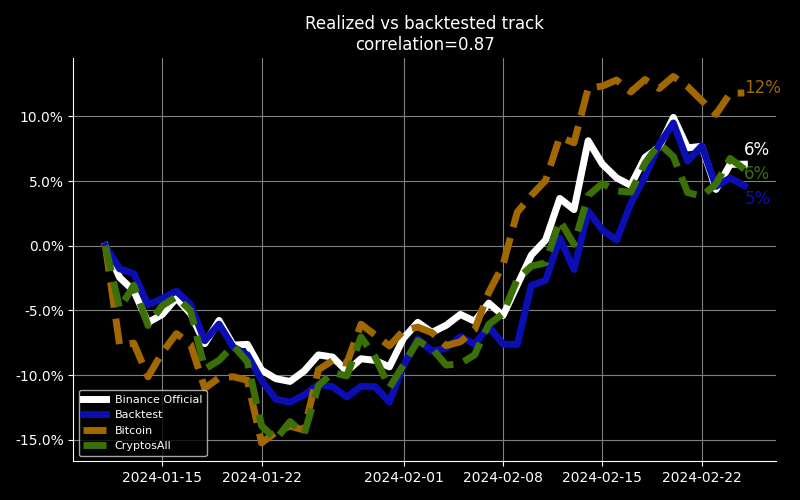 Realized vs backtested track
correlation=0.87
10.0%
5.0%
0.0%
-5.0%
-10.0%
-15.0%
12%
6%
6%
5%
Binance Official
Backtest
Bitcoin
CryptosAll
2024-01-15
2024-01-22
2024-02-01
2024-02-08
2024-02-15
2024-02-22